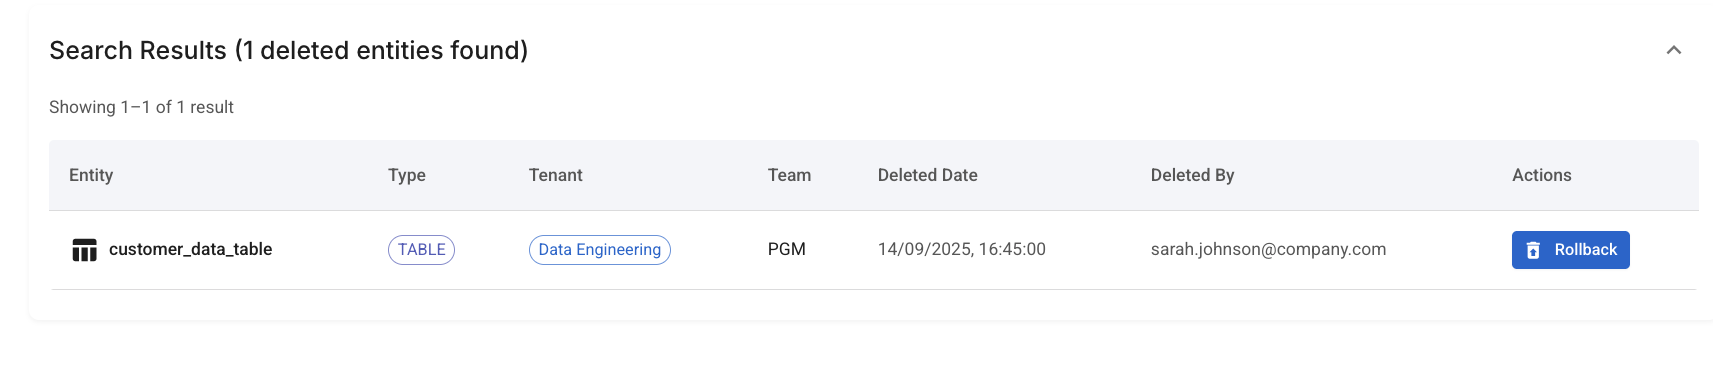 Search Results (1 deleted entities found)
Showing 1–1 of 1 result
Entity Type Tenant Team Deleted Date Deleted By Actions
customer_data_table TABLE Data Engineering PGM 14/09/2025, 16:45:00 sarah.johnson@company.com Rollback